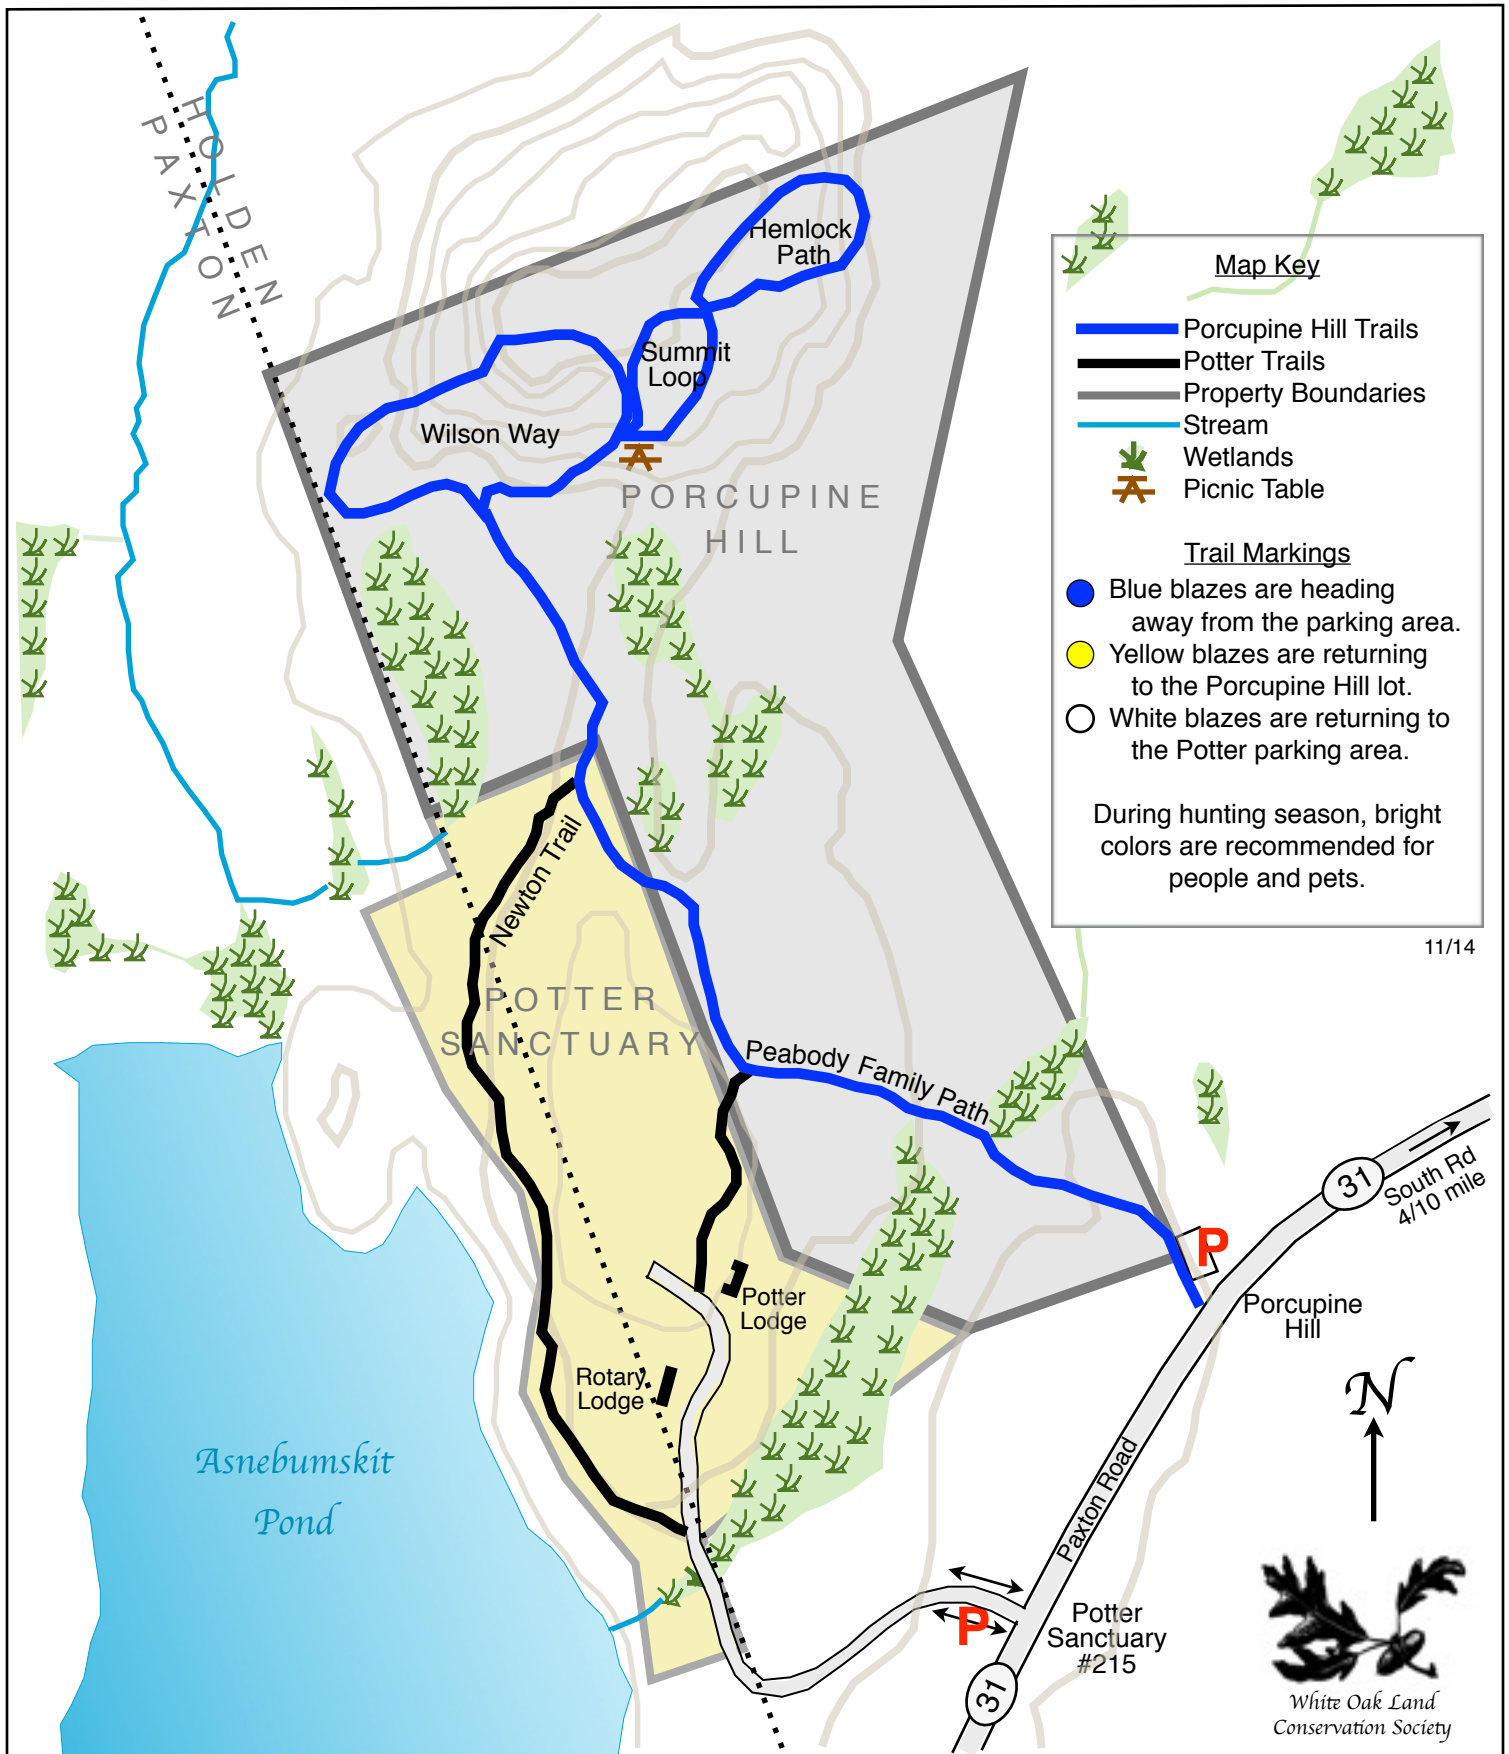 HOLDEN
PAXTON
Hemlock
Path
Summit
Loop
Wilson Way
PORCUPINE
HILL
Map Key
Porcupine Hill Trails
Potter Trails
Property Boundaries
Stream
Wetlands
Picnic Table
Trail Markings
Blue blazes are heading
away from the parking area.
Yellow blazes are returning
to the Porcupine Hill lot.
White blazes are returning to
the Potter parking area.
During hunting season, bright
colors are recommended for
people and pets.
11/14
Newton Trail
POTTER
SANCTUARY
Peabody Family Path
31
South Rd
4/10 mile
P
Porcupine
Hill
Potter
Lodge
Rotary
Lodge
N
Asnebumskit
Pond
Paxton Road
P
Potter
Sanctuary
#215
31
White Oak Land
Conservation Society